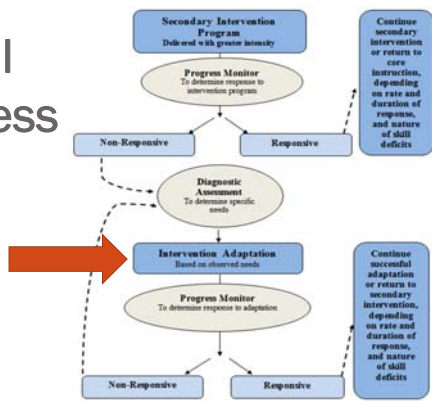 l
ess
Secondary Intervention
Program
Delivered with greater intensity
Progress Monitor
To determine response to
intervention program
Non-Responsive
Responsive
Continue
secondary
intervention
or return to
core
instruction,
depending
on rate and
duration of
response,
and nature
of skill
deficits
Diagnostic
Assessment
To determine specific
needs
Intervention Adaptation
Based on observed needs
Progress Monitor
To determine response to adaptation
Non-Responsive
Responsive
Continue
successful
adaptation
or return to
secondary
intervention,
depending
on rate and
duration of
response,
and nature
of skill
deficits